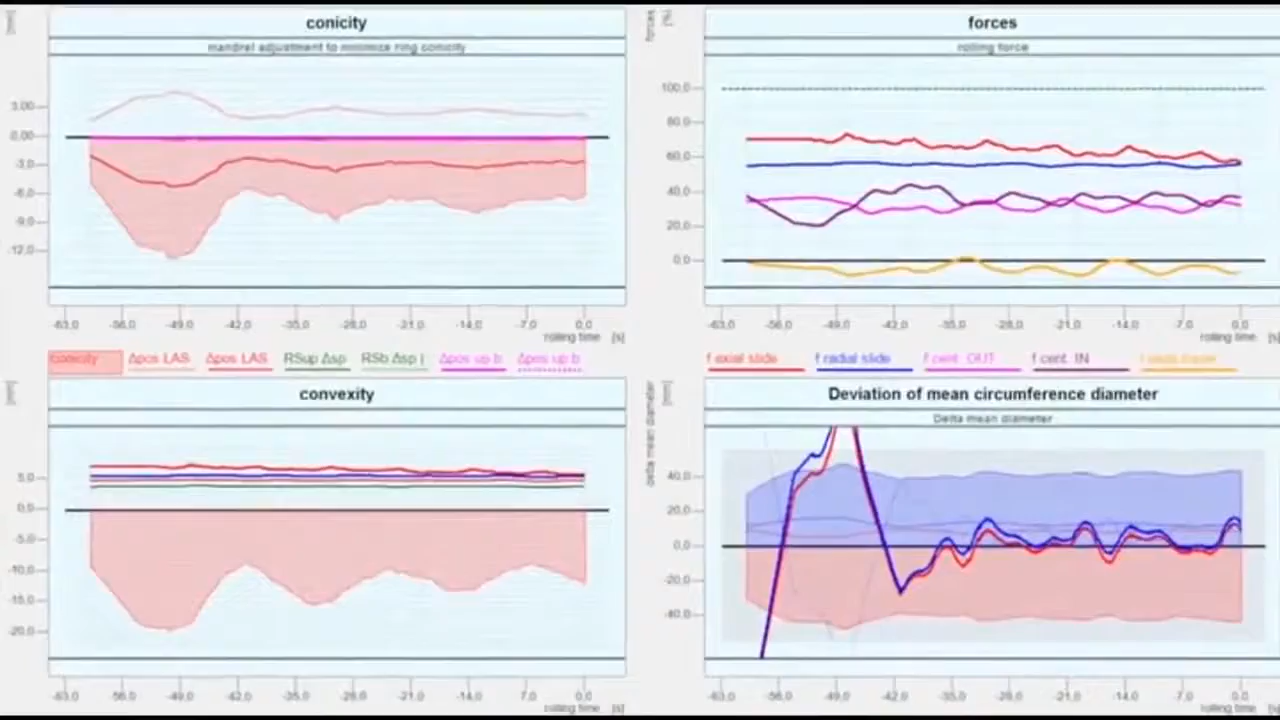 [mm]
conicity
mandrel adjustment to minimise ring conicity
3,00
0,00
-3,0
-6,0
-9,0
-12,0
-63,0 -56,0 -49,0 -42,0 -35,0 -28,0 -21,0 -14,0 -7,0 0,0
rolling time [s]
conicity Δpos LAS Δpos LAS RSup Δsp RSb Δsp Δpos up b Δpos up b
forces [%]
forces
rolling force
100,0
80,0
60,0
40,0
20,0
0,0
-63,0 -56,0 -49,0 -42,0 -35,0 -28,0 -21,0 -14,0 -7,0 0,0
rolling time [s]
f axial slide f radial slide f cent. OUT f cent. IN
[mm]
convexity
5,0
0,0
-5,0
-10,0
-15,0
-20,0
-63,0 -56,0 -49,0 -42,0 -35,0 -28,0 -21,0 -14,0 -7,0 0,0
rolling time [s]
delta mean diameter [mm]
Deviation of mean circumference diameter
Delta mean diameter
40,0
20,0
0,0
-20,0
-40,0
-63,0 -56,0 -49,0 -42,0 -35,0 -28,0 -21,0 -14,0 -7,0 0,0
rolling time [s]